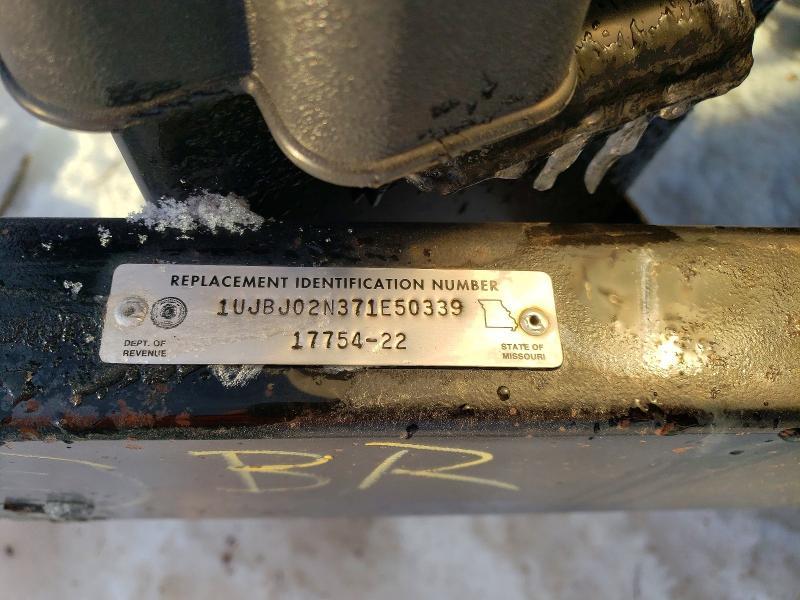 REPLACEMENT IDENTIFICATION NUMBER
1UJBJ02N371E50339
17754-22
DEPT. OF
REVENUE
STATE OF
MISSOURI
BR